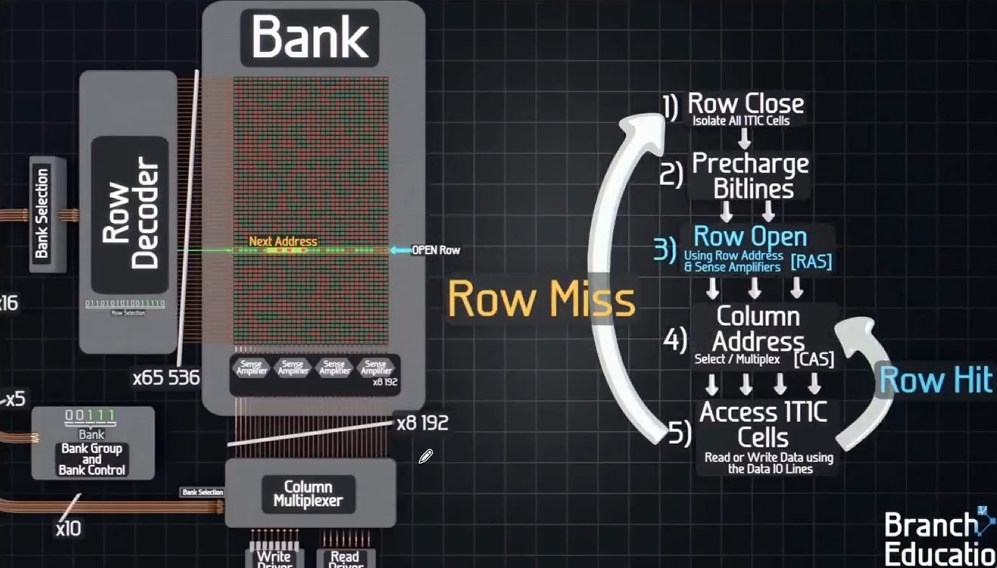 Bank
Bank Selection
Row Decoder
0110101010011110
Row Selection
Next Address
OPEN Row
x16
x65 536
Sense Amplifier
Sense Amplifier
Sense Amplifier
Sense Amplifier
x8 192
x8 192
x5
00111
Bank
Bank Group
and
Bank Control
x10
Bank Selection
Column
Multiplexer
Write
Driver
Read
Driver
Row Miss
1) Row Close
Isolate All 1T1C Cells
2) Precharge
Bitlines
3) Row Open
Using Row Address
& Sense Amplifiers [RAS]
4) Column
Address
Select / Multiplex [CAS]
5) Access 1T1C
Cells
Read or Write Data using
the Data IO Lines
Row Hit
Branch
Educatio